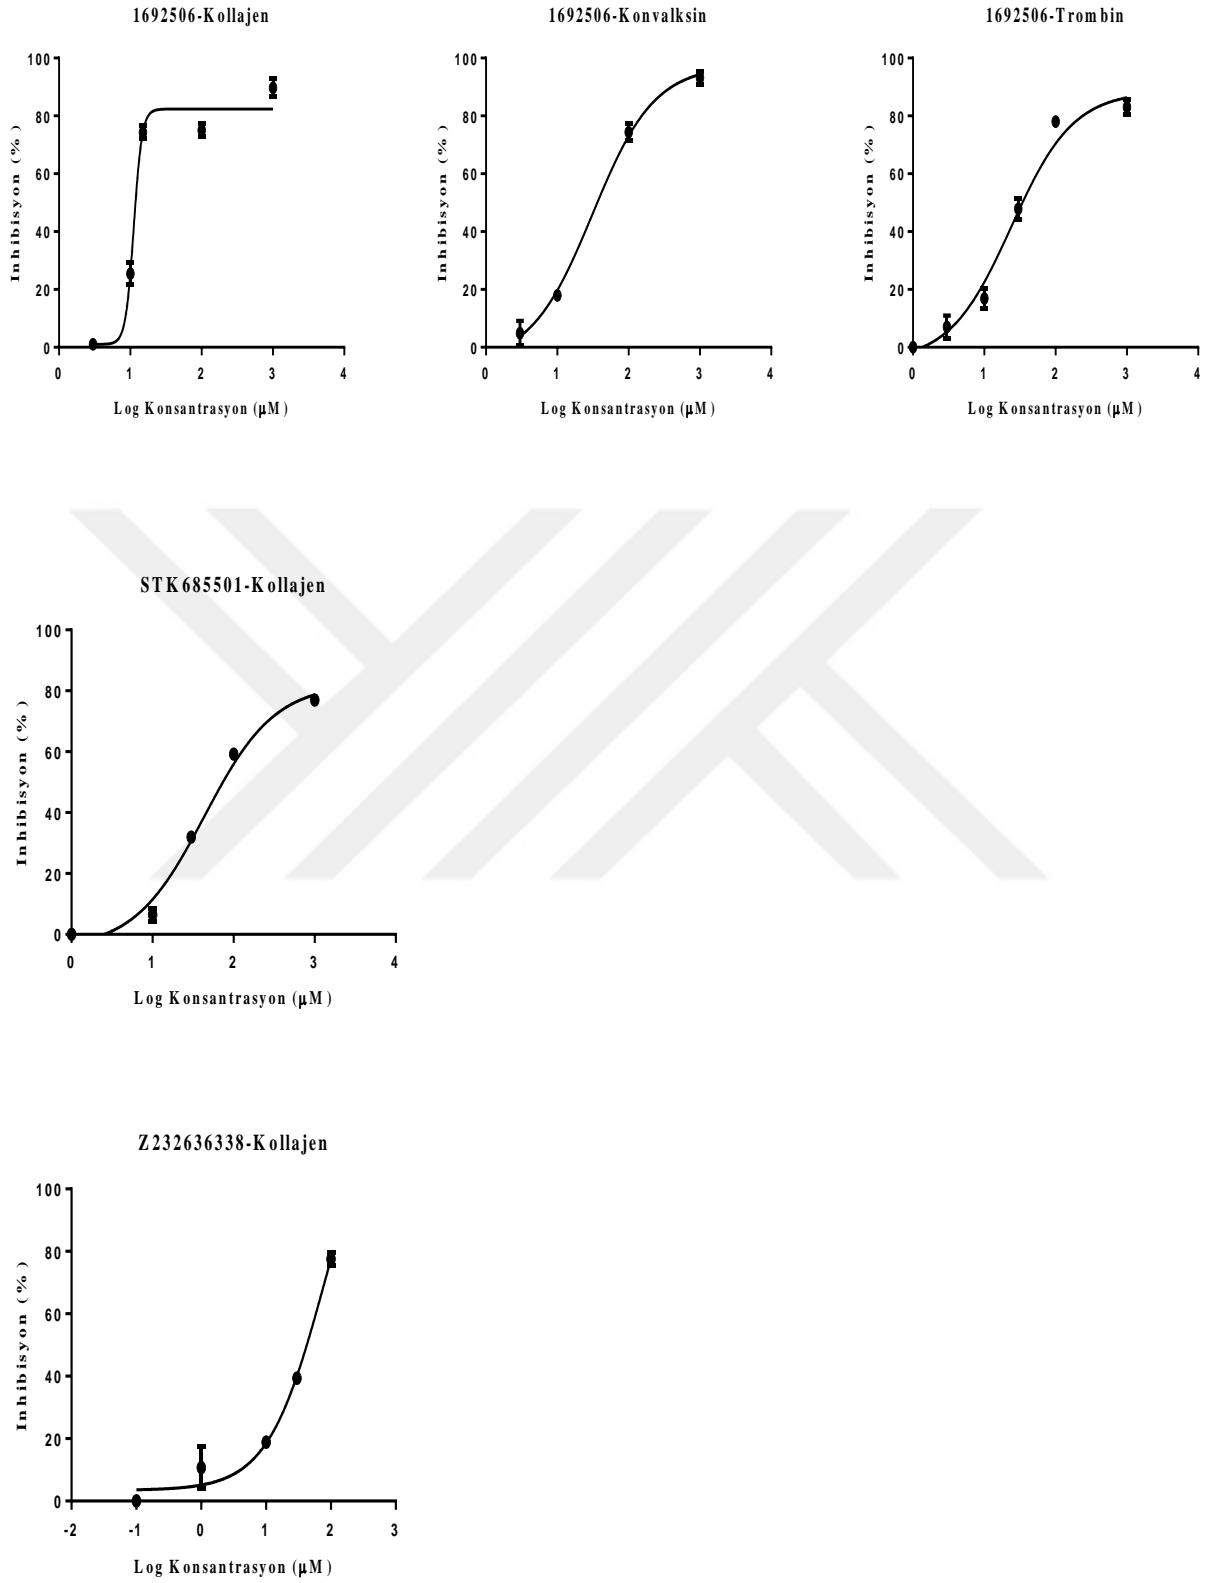 1692506-Kollajen
100
80
60
40
20
0
Inhibisyon (%)
0 1 2 3 4
Log Konsantrasyon (µM)
1692506-Konvalksin
100
80
60
40
20
0
Inhibisyon (%)
0 1 2 3 4
Log Konsantrasyon (µM)
1692506-Trombin
100
80
60
40
20
0
Inhibisyon (%)
0 1 2 3 4
Log Konsantrasyon (µM)
STK685501-Kollajen
100
80
60
40
20
0
Inhibisyon (%)
0 1 2 3 4
Log Konsantrasyon (µM)
Z232636338-Kollajen
100
80
60
40
20
0
Inhibisyon (%)
-2 -1 0 1 2 3
Log Konsantrasyon (µM)